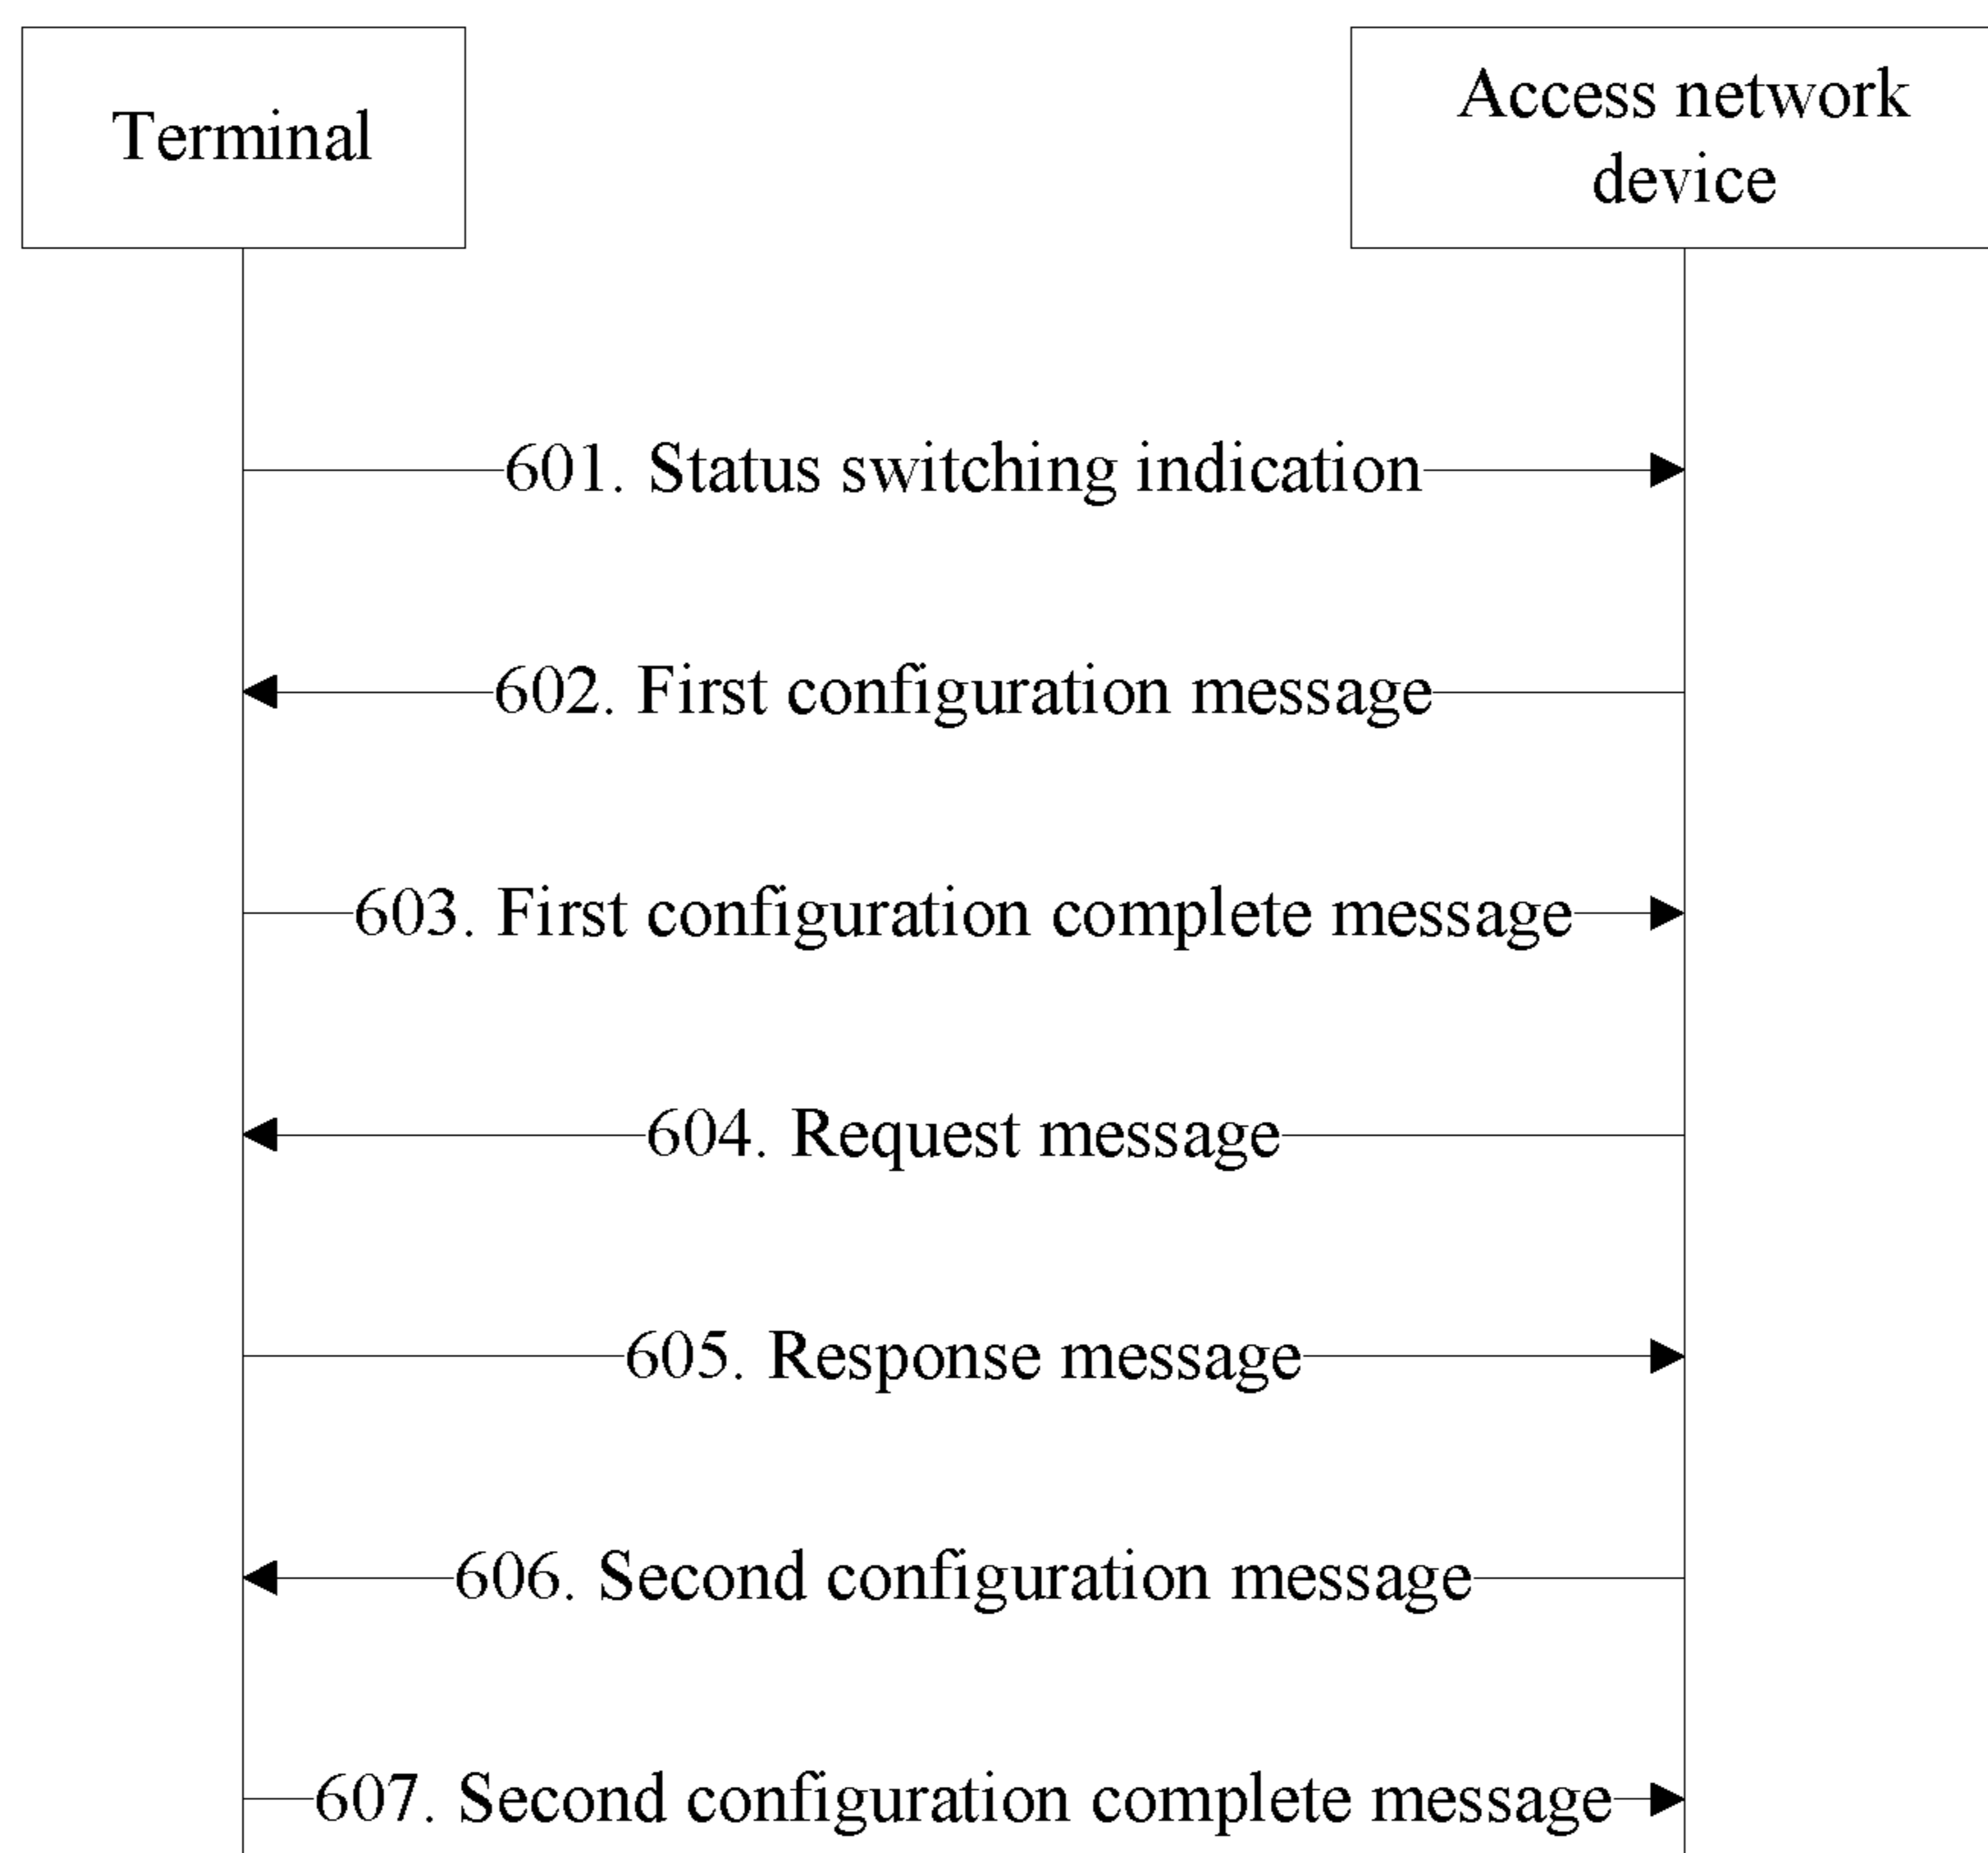 Terminal
Access network
device
601. Status switching indication
602. First configuration message
603. First configuration complete message
604. Request message
605. Response message
606. Second configuration message
607. Second configuration complete message